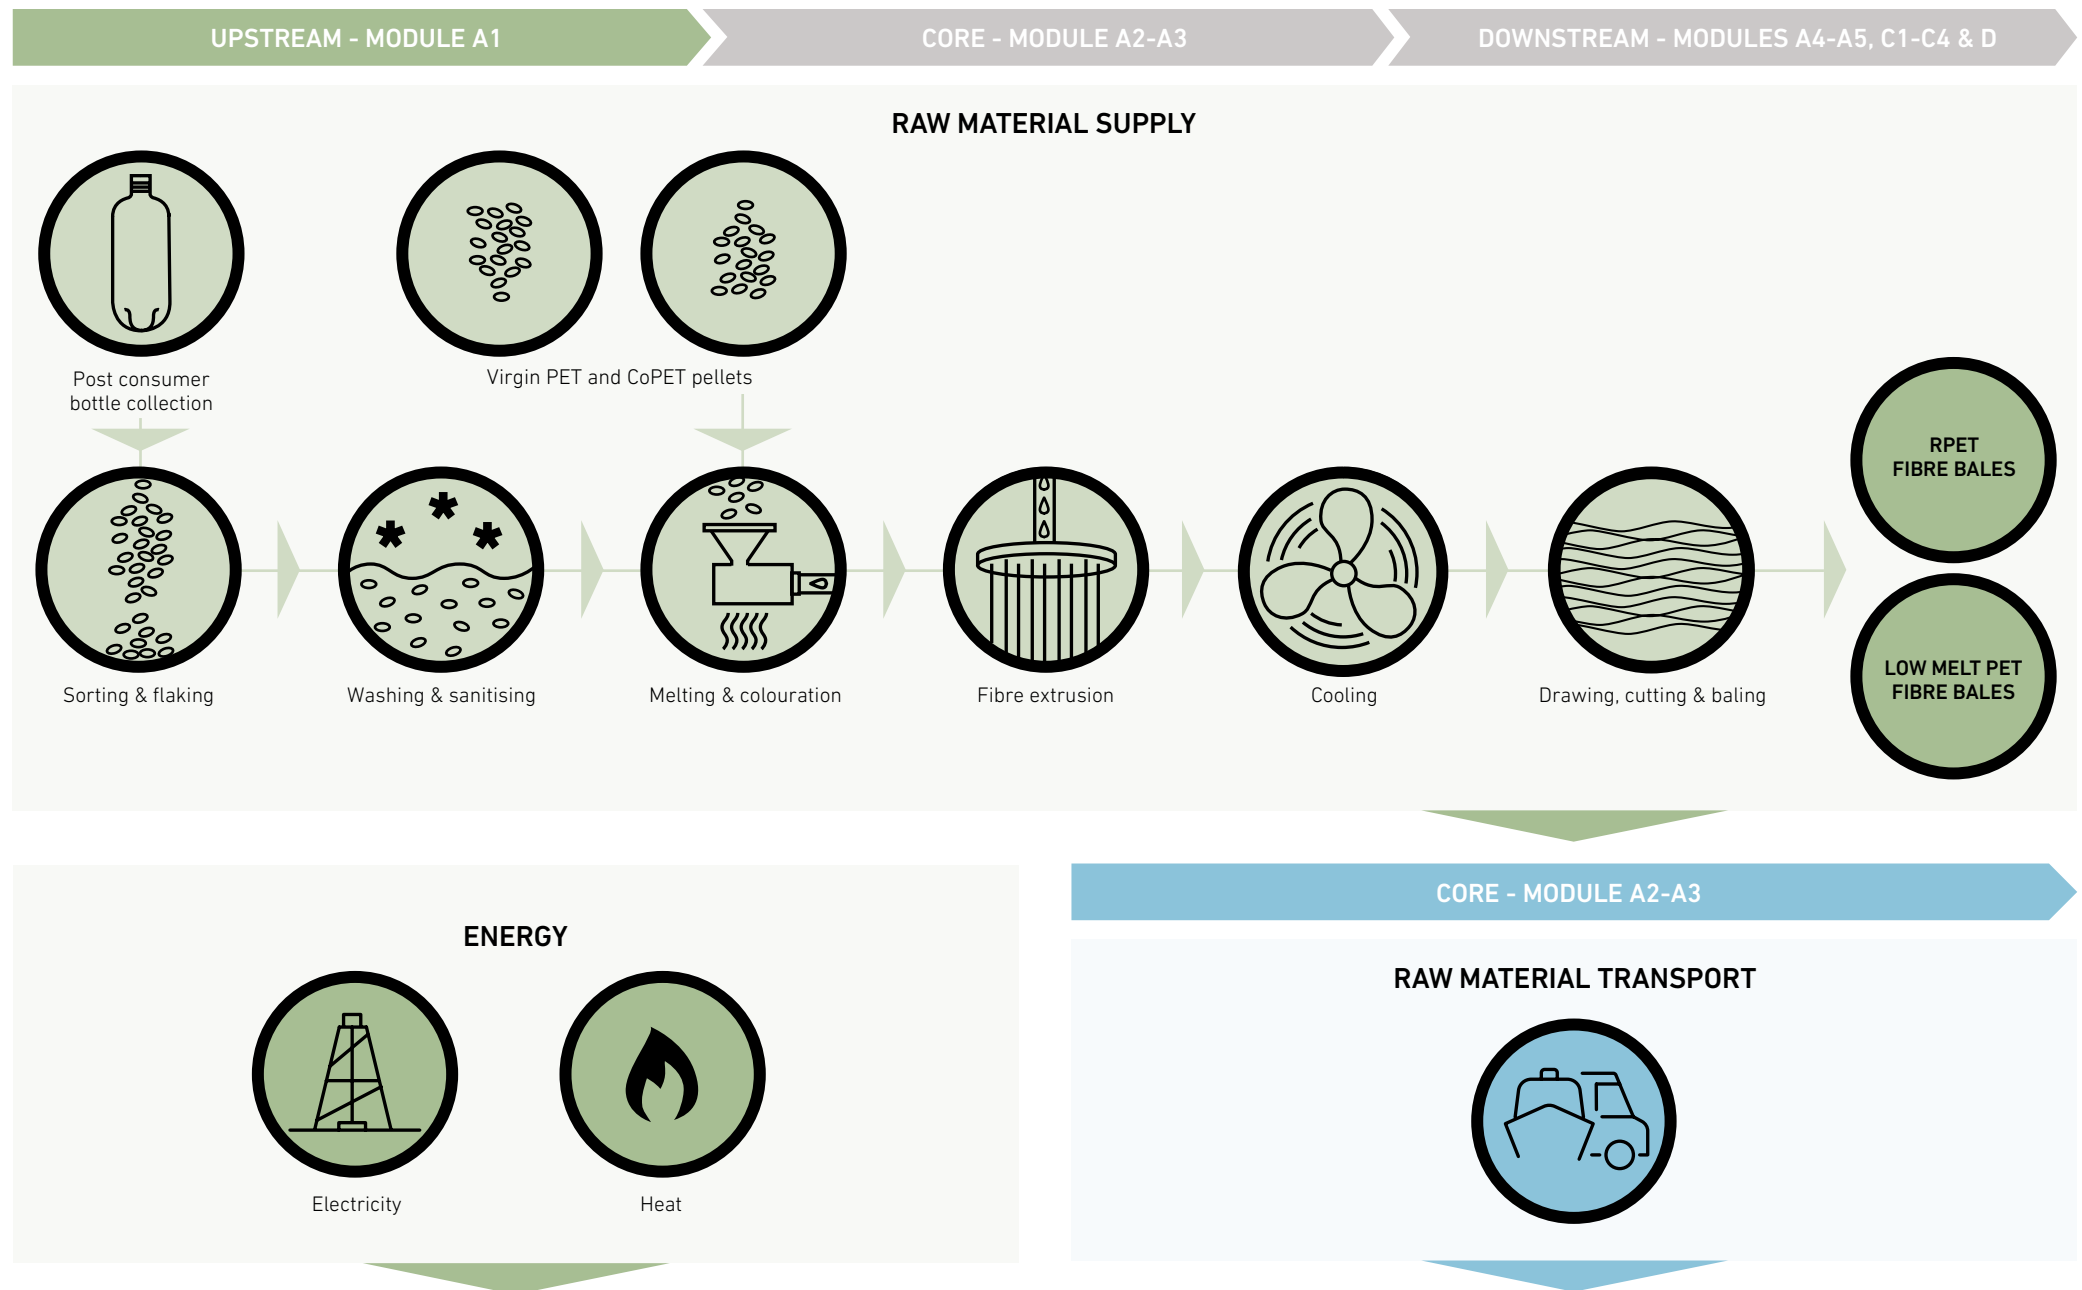 UPSTREAM - MODULE A1
CORE - MODULE A2-A3
DOWNSTREAM - MODULES A4-A5, C1-C4 & D
RAW MATERIAL SUPPLY
Post consumer
bottle collection
Virgin PET and CoPET pellets
Sorting & flaking
Washing & sanitising
Melting & colouration
Fibre extrusion
Cooling
Drawing, cutting & baling
RPET
FIBRE BALES
LOW MELT PET
FIBRE BALES
ENERGY
Electricity
Heat
CORE - MODULE A2-A3
RAW MATERIAL TRANSPORT